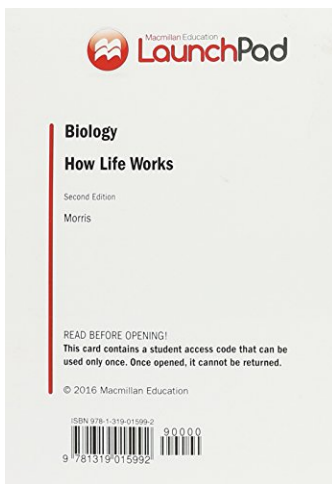 Macmillan Education
LaunchPad
Biology
How Life Works
Second Edition
Morris
READ BEFORE OPENING!
This card contains a student access code that can be
used only once. Once opened, it cannot be returned.
© 2016 Macmillan Education
ISBN 978-1-319-01599-2
90000
9 781319 015992